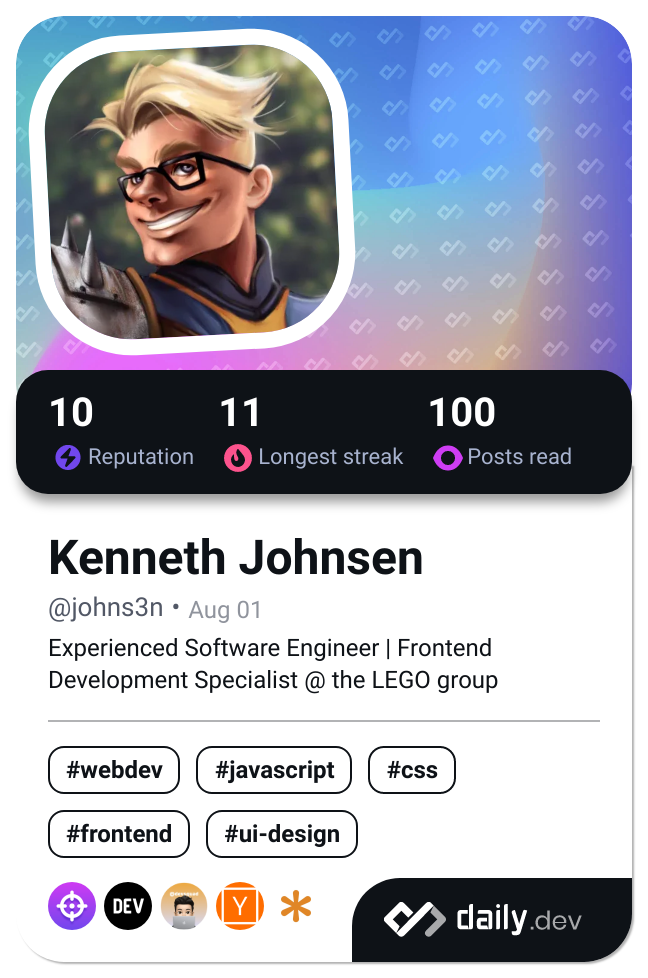 10 11 100
Reputation Longest streak Posts read
Kenneth Johnsen
@johns3n • Aug 01
Experienced Software Engineer | Frontend
Development Specialist @ the LEGO group
#webdev #javascript #css
#frontend #ui-design
DEV Y daily.dev